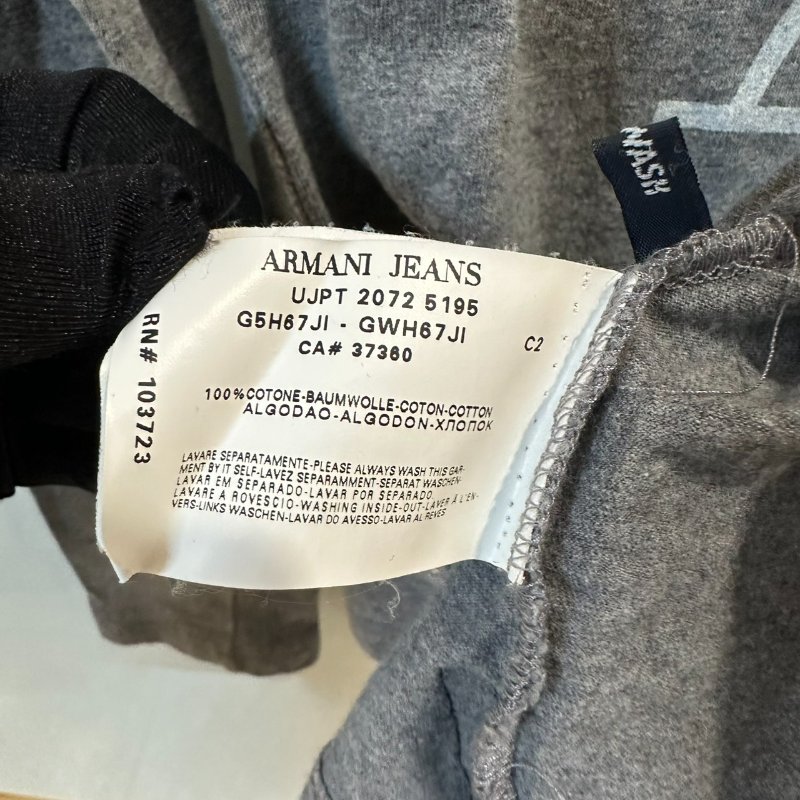 ARMANI JEANS
UJPT 2072 5195
G5H67JI - GWH67JI
C2
CA# 37360
RN# 103723
100%COTONE-BAUMWOLLE-COTON-COTTON
ALGODAO-ALGODON-ХЛОПОК
LAVARE SEPARATAMENTE-PLEASE ALWAYS WASH THIS GAR-
MENT BY IT SELF-LAVEZ SEPARAMMENT-SEPARAT WASCHEN-
LAVAR EM SEPARADO-LAVAR POR SEPARADO.
LAVARE A ROVESCIO-WASHING INSIDE-OUT-LAVER À L'EN-
VERS-LINKS WASCHEN-LAVAR DO AVESSO-LAVAR AL REVES
WASH